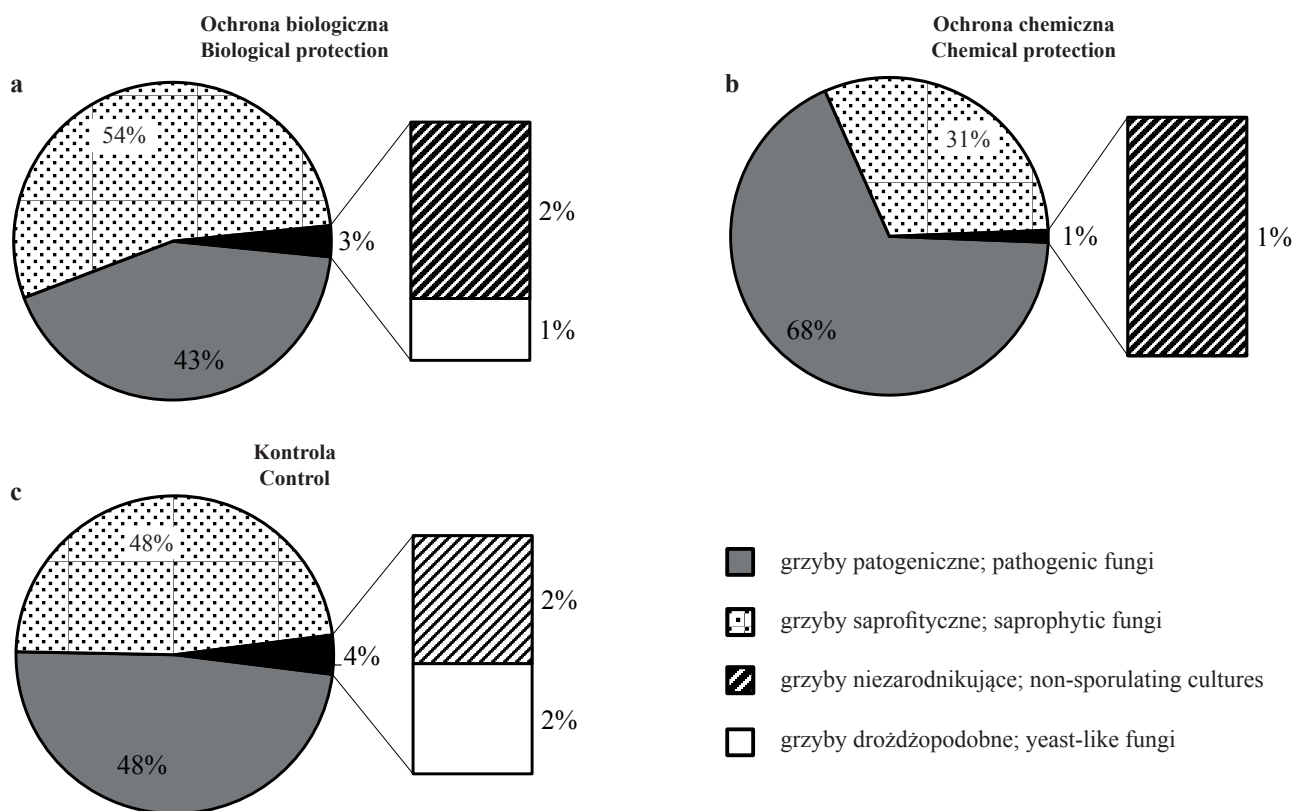 Ochrona biologiczna
Biological protection
a
54%
3%
43%
2%
1%
Ochrona chemiczna
Chemical protection
b
31%
1%
68%
1%
Kontrola
Control
c
48%
4%
48%
2%
2%
grzyby patogeniczne; pathogenic fungi
grzyby saprofityczne; saprophytic fungi
grzyby niezarodnikujące; non-sporulating cultures
grzyby drożdżopodobne; yeast-like fungi